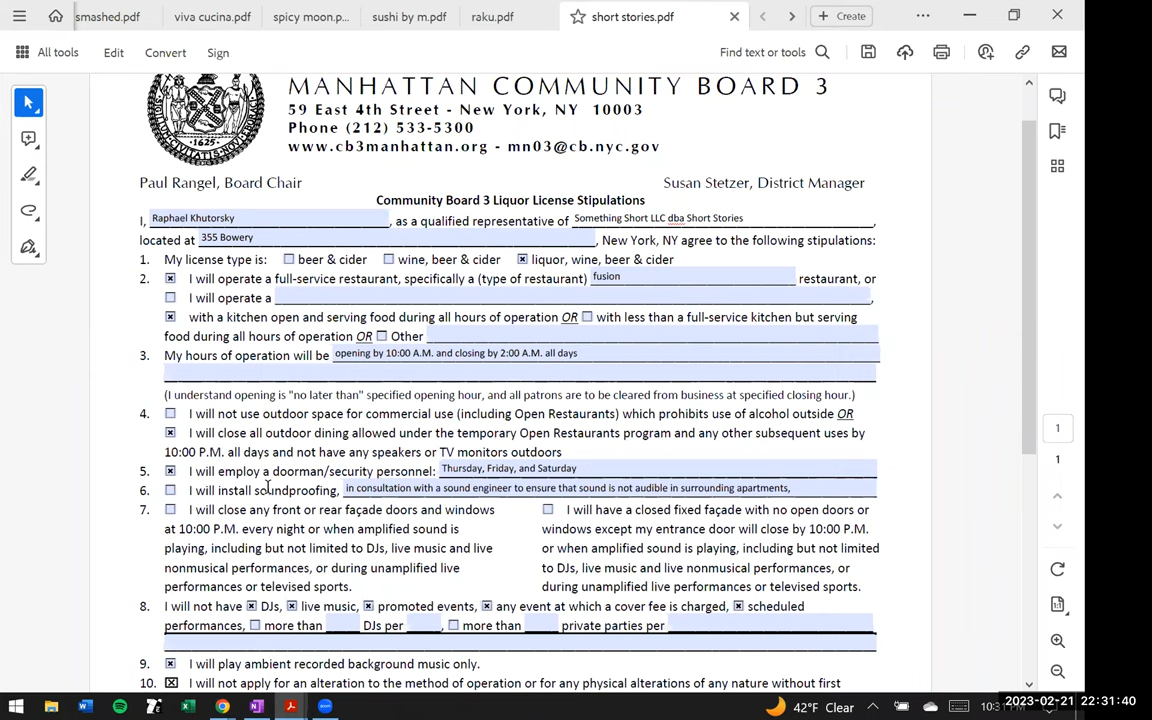 smashed.pdf viva cucina.pdf spicy moon.p... sushi by m.pdf raku.pdf short stories.pdf Create
All tools Edit Convert Sign Find text or tools
MANHATTAN COMMUNITY BOARD 3
59 East 4th Street - New York, NY 10003
Phone (212) 533-5300
www.cb3manhattan.org - mn03@cb.nyc.gov
1625
Paul Rangel, Board Chair Susan Stetzer, District Manager
Community Board 3 Liquor License Stipulations
I, Raphael Khutorsky, as a qualified representative of Something Short LLC dba Short Stories,
located at 355 Bowery, New York, NY agree to the following stipulations:
1. My license type is: beer & cider wine, beer & cider liquor, wine, beer & cider
2. I will operate a full-service restaurant, specifically a (type of restaurant) fusion restaurant, or
I will operate a ,
with a kitchen open and serving food during all hours of operation OR with less than a full-service kitchen but serving
food during all hours of operation OR Other
3. My hours of operation will be opening by 10:00 A.M. and closing by 2:00 A.M. all days
(I understand opening is "no later than" specified opening hour, and all patrons are to be cleared from business at specified closing hour.)
4. I will not use outdoor space for commercial use (including Open Restaurants) which prohibits use of alcohol outside OR
I will close all outdoor dining allowed under the temporary Open Restaurants program and any other subsequent uses by
10:00 P.M. all days and not have any speakers or TV monitors outdoors
5. I will employ a doorman/security personnel: Thursday, Friday, and Saturday
6. I will install soundproofing, in consultation with a sound engineer to ensure that sound is not audible in surrounding apartments,
7. I will close any front or rear façade doors and windows
at 10:00 P.M. every night or when amplified sound is
playing, including but not limited to DJs, live music and live
nonmusical performances, or during unamplified live
performances or televised sports.
I will have a closed fixed façade with no open doors or
windows except my entrance door will close by 10:00 P.M.
or when amplified sound is playing, including but not limited
to DJs, live music and live nonmusical performances, or
during unamplified live performances or televised sports.
8. I will not have DJs, live music, promoted events, any event at which a cover fee is charged, scheduled
performances, more than DJs per , more than private parties per
9. I will play ambient recorded background music only.
10. I will not apply for an alteration to the method of operation or for any physical alterations of any nature without first
1
1
42°F Clear 10:31
2023-02-21 22:31:40